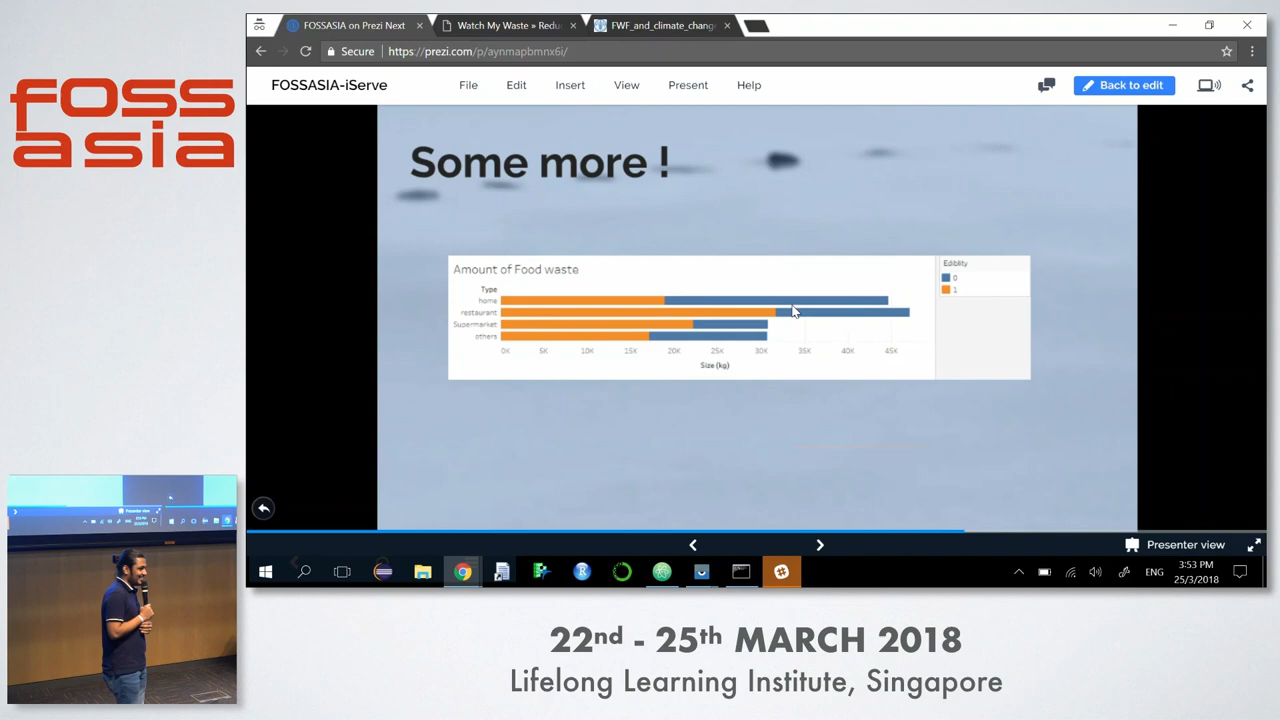 foss
asia
FOSSASIA on Prezi Next
Watch My Waste » Redu
FWF_and_climate_chang
Secure
https://prezi.com/p/aynmapbmnx6i/
FOSSASIA-iServe
File
Edit
Insert
View
Present
Help
Back to edit
Some more !
Amount of Food waste
Type
home
restaurant
Supermarket
others
0K 5K 10K 15K 20K 25K 30K 35K 40K 45K
Size (kg)
Ediblity
0
1
Presenter view
ENG
3:53 PM
25/3/2018
Presenter view
22nd - 25th MARCH 2018
Lifelong Learning Institute, Singapore